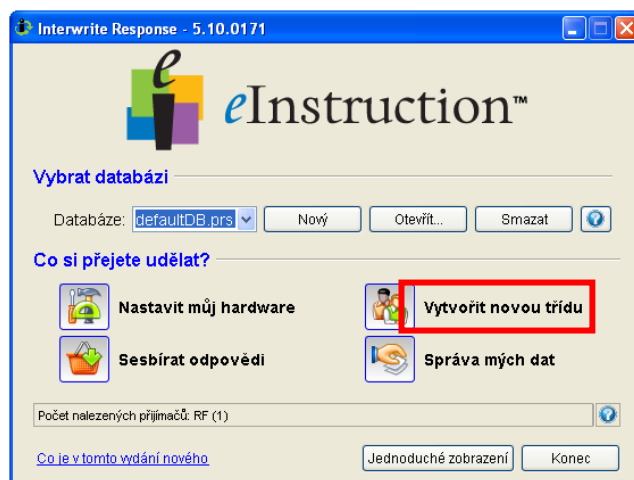 Interwrite Response - 5.10.0171
eInstruction™
Vybrat databázi
Databáze: defaultDB.prs Nový Otevřít... Smazat
Co si přejete udělat?
Nastavit můj hardware Vytvořit novou třídu
Sesbírat odpovědi Správa mých dat
Počet nalezených přijímačů: RF (1)
Co je v tomto vydání nového Jednoduché zobrazení Konec